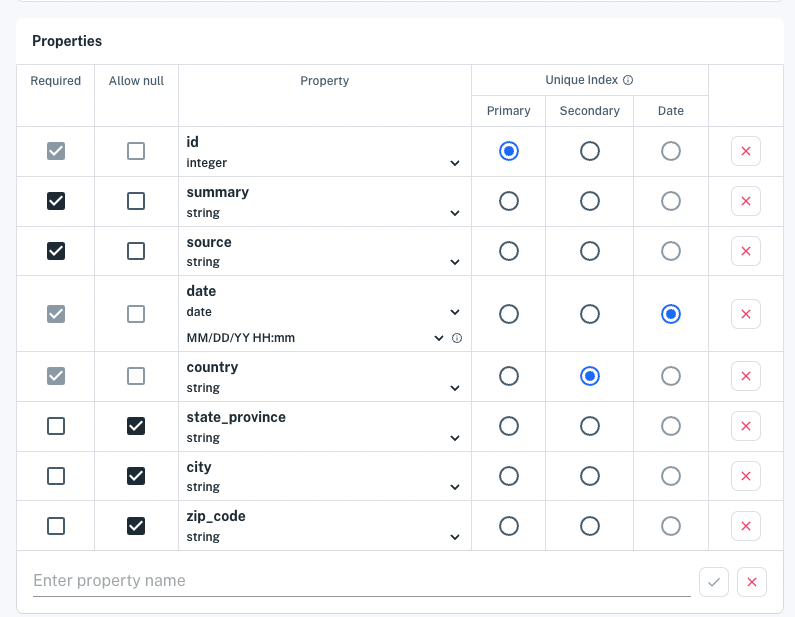 Properties
Required Allow null Property Unique Index
Primary Secondary Date
id
integer
summary
string
source
string
date
date
MM/DD/YY HH:mm
country
string
state_province
string
city
string
zip_code
string
Enter property name